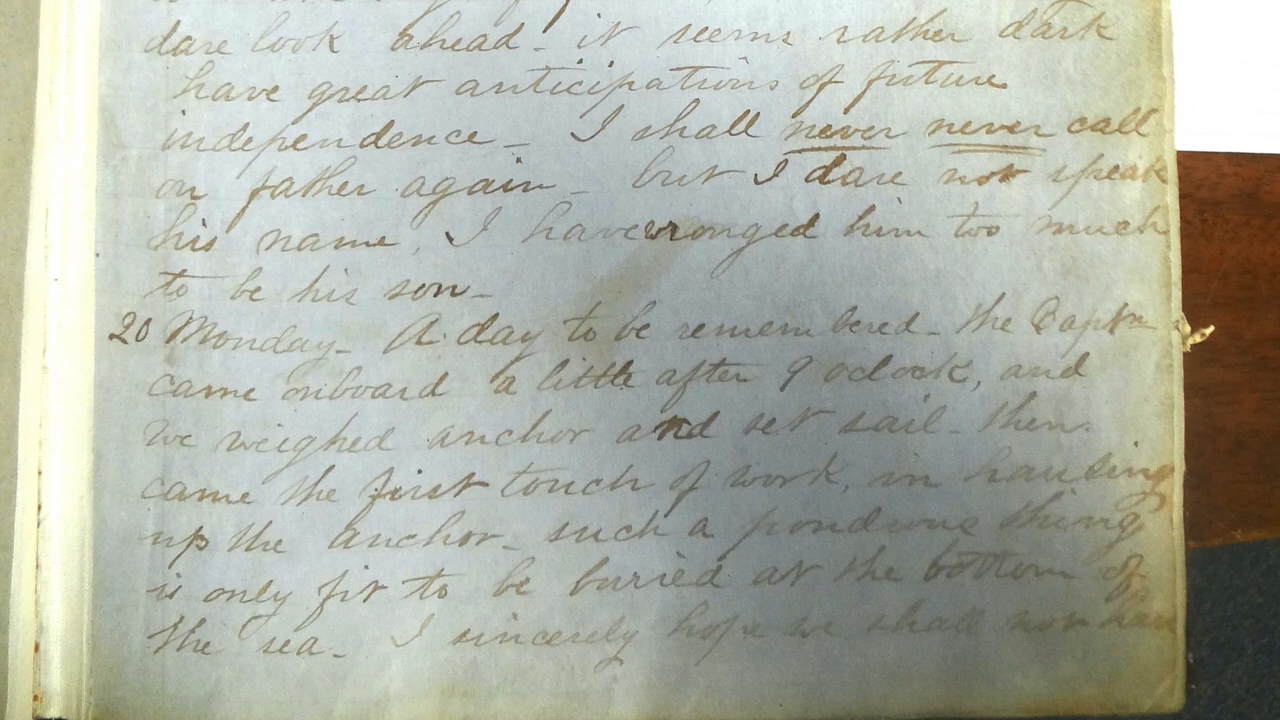 dare look ahead - it seems rather dark
have great anticipations of future
independence - I shall never never call
on father again - but I dare not speak
his name, I have wronged him too much
to be his son -
20 Monday - A day to be remembered - the Captn
came onboard a little after 9 oclock, and
we weighed anchor and set sail - then
came the first touch of work, in hauling
up the anchor - such a ponderous thing
is only fit to be buried at the bottom of
the sea - I sincerely hope we shall not